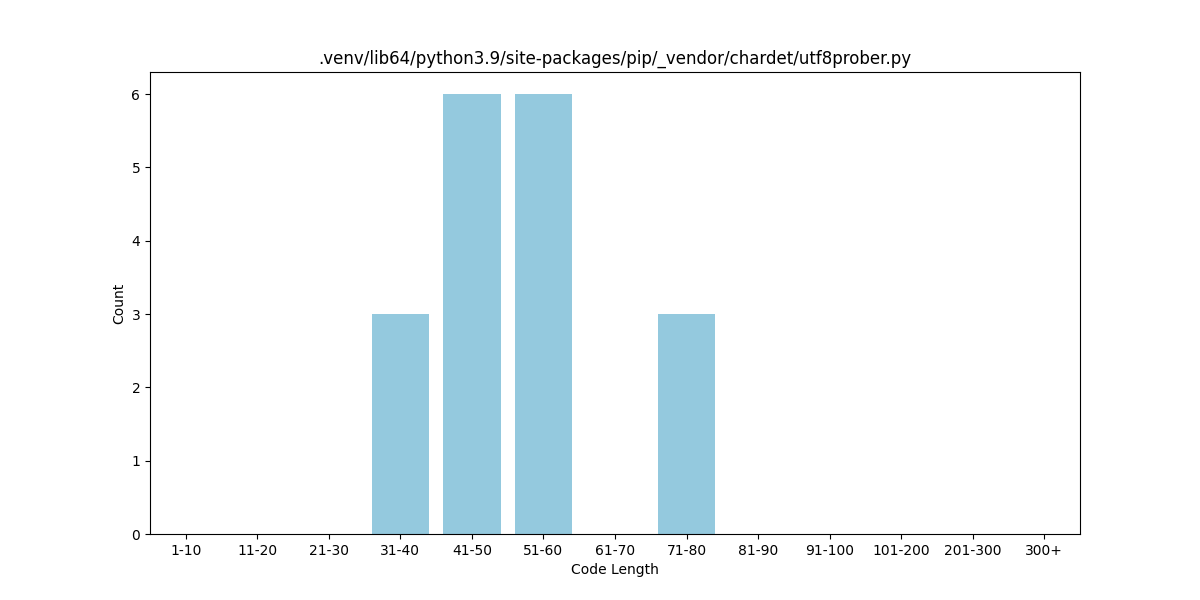 .venv/lib64/python3.9/site-packages/pip/_vendor/chardet/utf8prober.py
6
5
4
3
2
1
0
Count
1-10 11-20 21-30 31-40 41-50 51-60 61-70 71-80 81-90 91-100 101-200 201-300 300+
Code Length